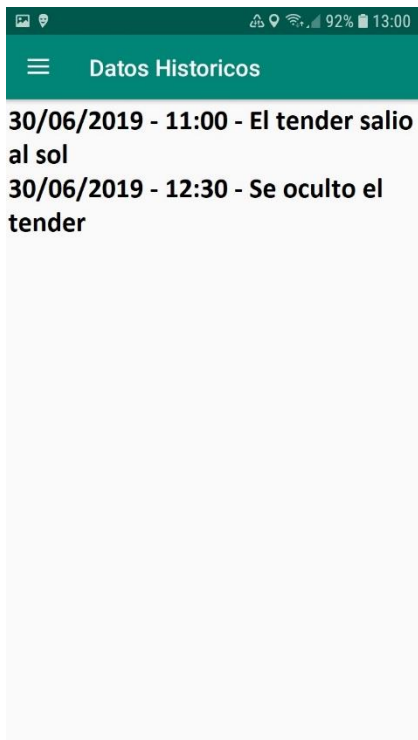 92% 13:00
Datos Historicos
30/06/2019 - 11:00 - El tender salio
al sol
30/06/2019 - 12:30 - Se oculto el
tender